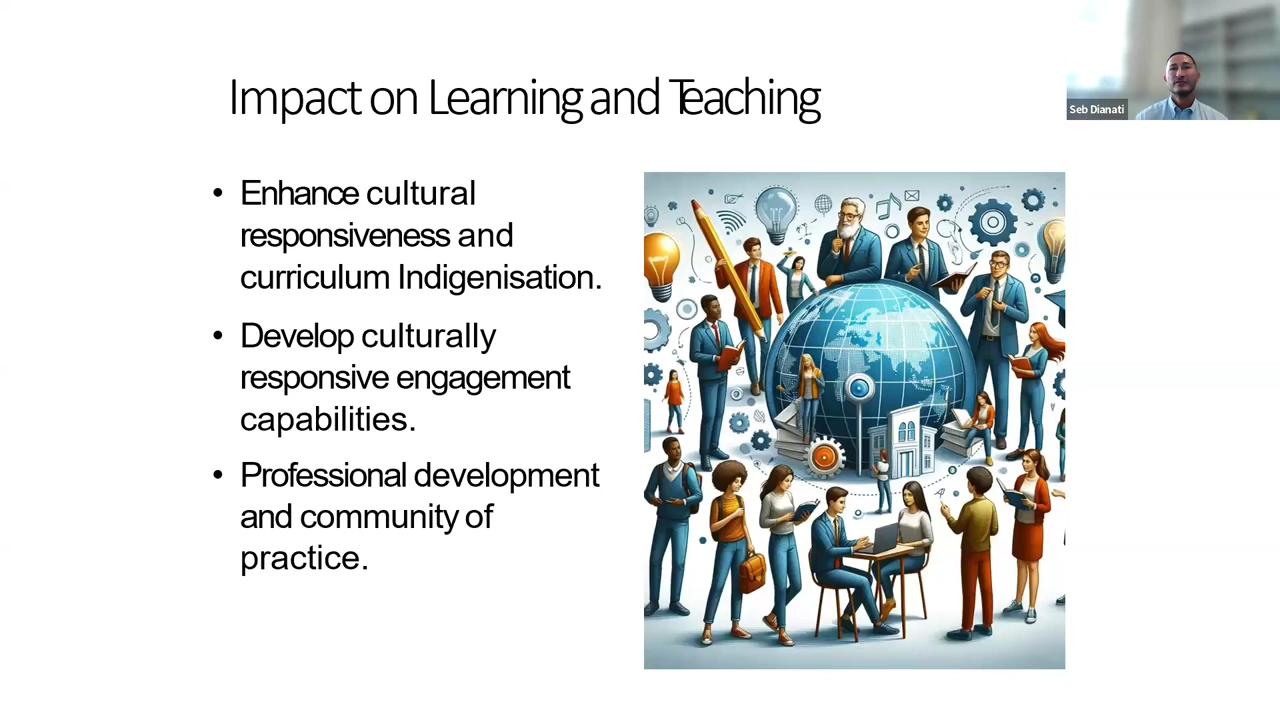 Impact on Learning and Teaching
Seb Dianati
• Enhance cultural
responsiveness and
curriculum Indigenisation.
• Develop culturally
responsive engagement
capabilities.
• Professional development
and community of
practice.